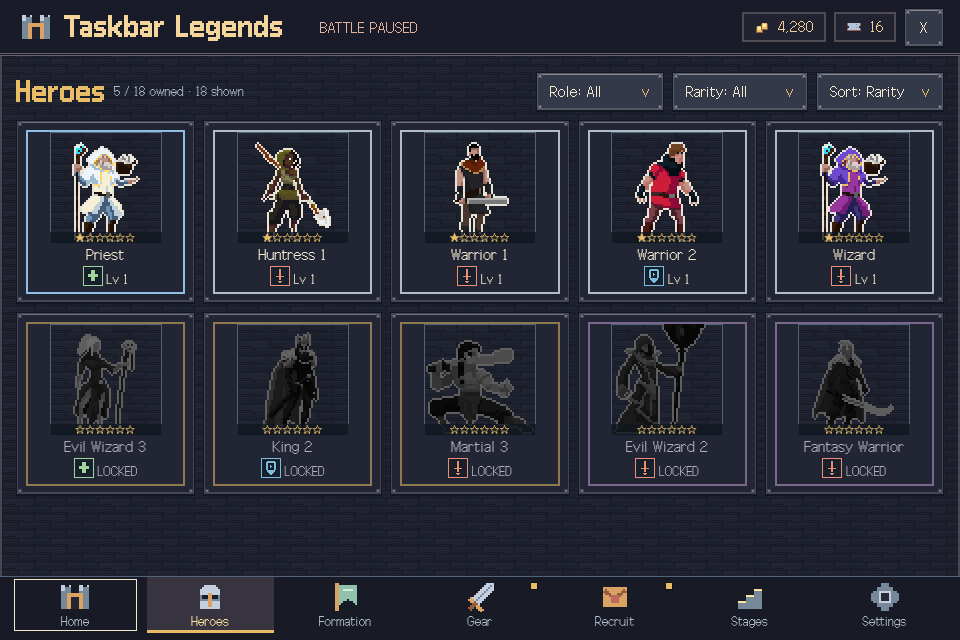 Taskbar Legends
BATTLE PAUSED
4,280
16
X
Heroes
5 / 18 owned · 18 shown
Role: All
Rarity: All
Sort: Rarity
Priest
Lv 1
Huntress 1
Lv 1
Warrior 1
Lv 1
Warrior 2
Lv 1
Wizard
Lv 1
Evil Wizard 3
LOCKED
King 2
LOCKED
Martial 3
LOCKED
Evil Wizard 2
LOCKED
Fantasy Warrior
LOCKED
Home
Heroes
Formation
Gear
Recruit
Stages
Settings